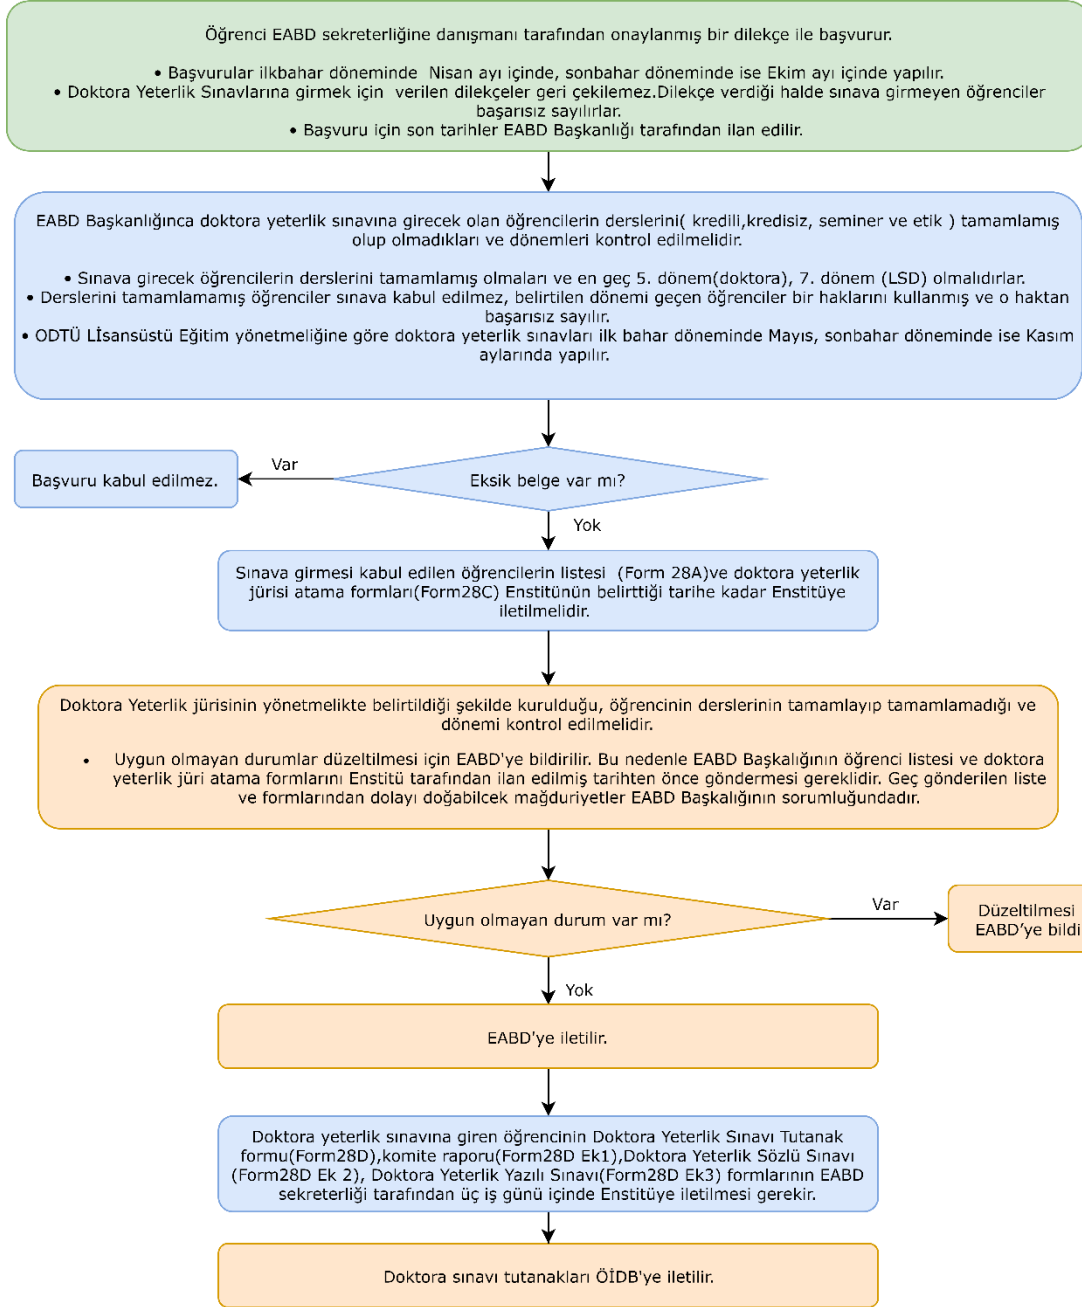 Öğrenci EABD sekreterliğine danışmanı tarafından onaylanmış bir dilekçe ile başvurur.
• Başvurular ilkbahar döneminde Nisan ayı içinde, sonbahar döneminde ise Ekim ayı içinde yapılır.
• Doktora Yeterlik Sınavlarına girmek için verilen dilekçeler geri çekilemez.Dilekçe verdiği halde sınava girmeyen öğrenciler
başarısız sayılırlar.
• Başvuru için son tarihler EABD Başkanlığı tarafından ilan edilir.
EABD Başkanlığınca doktora yeterlik sınavına girecek olan öğrencilerin derslerini( kredili,kredisiz, seminer ve etik ) tamamlamış
olup olmadıkları ve dönemleri kontrol edilmelidir.
• Sınava girecek öğrencilerin derslerini tamamlamış olmaları ve en geç 5. dönem(doktora), 7. dönem (LSD) olmalıdırlar.
• Derslerini tamamlamamış öğrenciler sınava kabul edilmez, belirtilen dönemi geçen öğrenciler bir haklarını kullanmış ve o haktan
başarısız sayılır.
• ODTÜ Lİsansüstü Eğitim yönetmeliğine göre doktora yeterlik sınavları ilk bahar döneminde Mayıs, sonbahar döneminde ise Kasım
aylarında yapılır.
Eksik belge var mı?
Var
Başvuru kabul edilmez.
Yok
Sınava girmesi kabul edilen öğrencilerin listesi (Form 28A)ve doktora yeterlik
jürisi atama formları(Form28C) Enstitünün belirttiği tarihe kadar Enstitüye
iletilmelidir.
Doktora Yeterlik jürisinin yönetmelikte belirtildiği şekilde kurulduğu, öğrencinin derslerinin tamamlayıp tamamlamadığı ve
dönemi kontrol edilmelidir.
• Uygun olmayan durumlar düzeltilmesi için EABD'ye bildirilir. Bu nedenle EABD Başkalığının öğrenci listesi ve doktora
yeterlik jüri atama formlarını Enstitü tarafından ilan edilmiş tarihten önce göndermesi gereklidir. Geç gönderilen liste
ve formlarından dolayı doğabilcek mağduriyetler EABD Başkalığının sorumluğundadır.
Uygun olmayan durum var mı?
Var
Düzeltilmesi
EABD'ye bildi
Yok
EABD'ye iletilir.
Doktora yeterlik sınavına giren öğrencinin Doktora Yeterlik Sınavı Tutanak
formu(Form28D),komite raporu(Form28D Ek1),Doktora Yeterlik Sözlü Sınavı
(Form28D Ek 2), Doktora Yeterlik Yazılı Sınavı(Form28D Ek3) formlarının EABD
sekreterliği tarafından üç iş günü içinde Enstitüye iletilmesi gerekir.
Doktora sınavı tutanakları ÖİDB'ye iletilir.